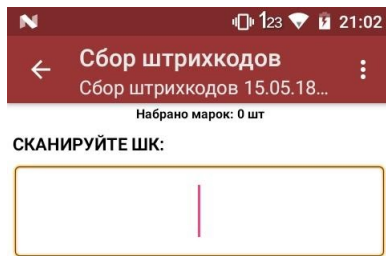 123 21:02
Сбор штрихкодов
Сбор штрихкодов 15.05.18...
Набрано марок: 0 шт
СКАНИРУЙТЕ ШК: